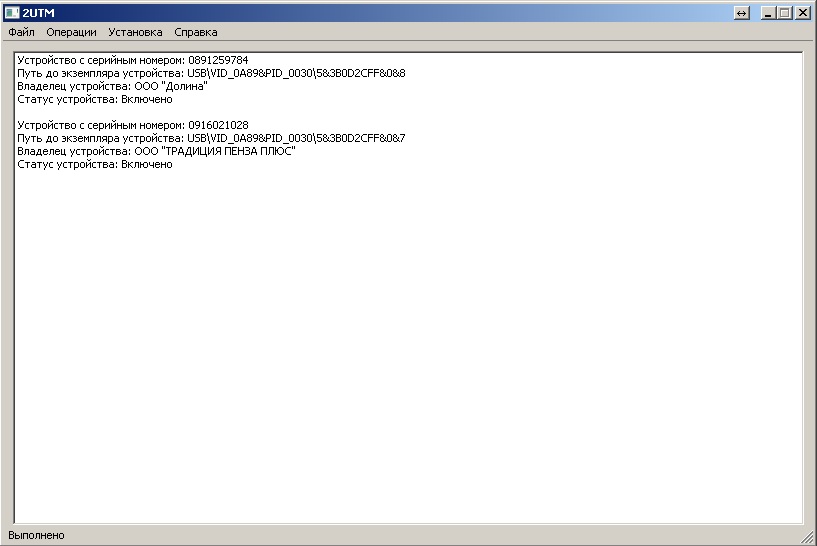 2UTM
Файл Операции Установка Справка
Устройство с серийным номером: 0891259784
Путь до экземпляра устройства: USB\VID_0A89&PID_0030\5&3B0D2CFF&0&8
Владелец устройства: ООО "Долина"
Статус устройства: Включено
Устройство с серийным номером: 0916021028
Путь до экземпляра устройства: USB\VID_0A89&PID_0030\5&3B0D2CFF&0&7
Владелец устройства: ООО "ТРАДИЦИЯ ПЕНЗА ПЛЮС"
Статус устройства: Включено
Выполнено